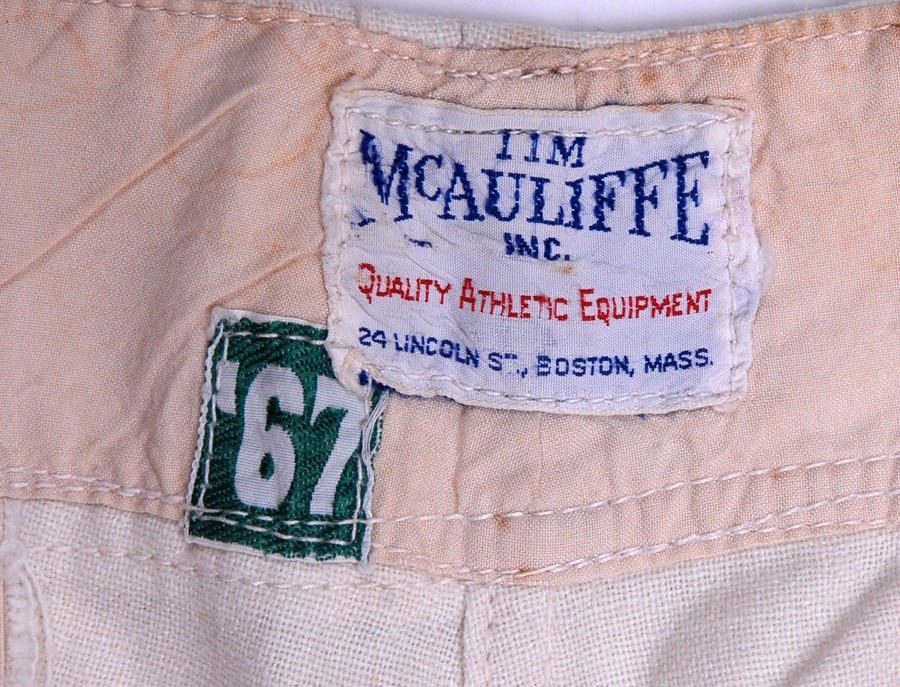 TIM
MCAULIFFE
INC.
QUALITY ATHLETIC EQUIPMENT
24 LINCOLN ST., BOSTON, MASS.
'67